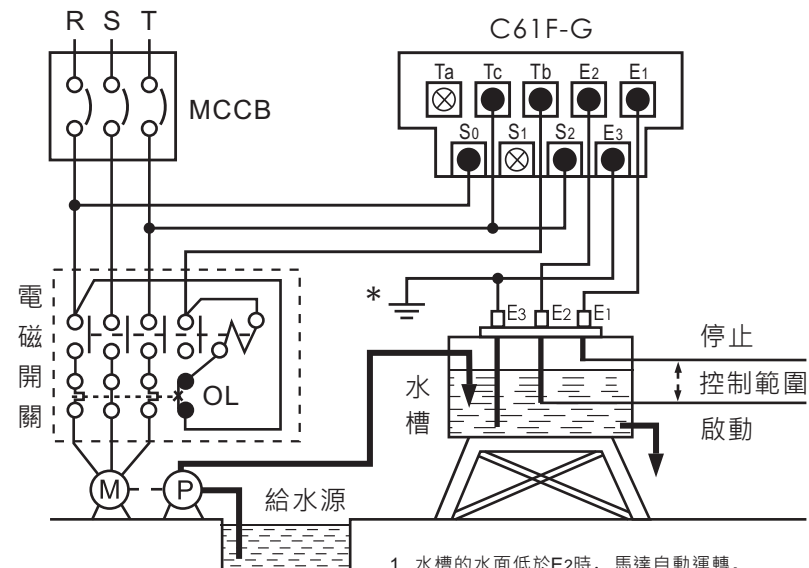 R S T
C61F-G
MCCB
Ta Tc Tb E2 E1
S0 S1 S2 E3
*
電磁開關
OL
E3 E2 E1
水槽
停止
控制範圍
啟動
M
P
給水源
1. 水槽的水面低於E2時，馬達自動運轉。